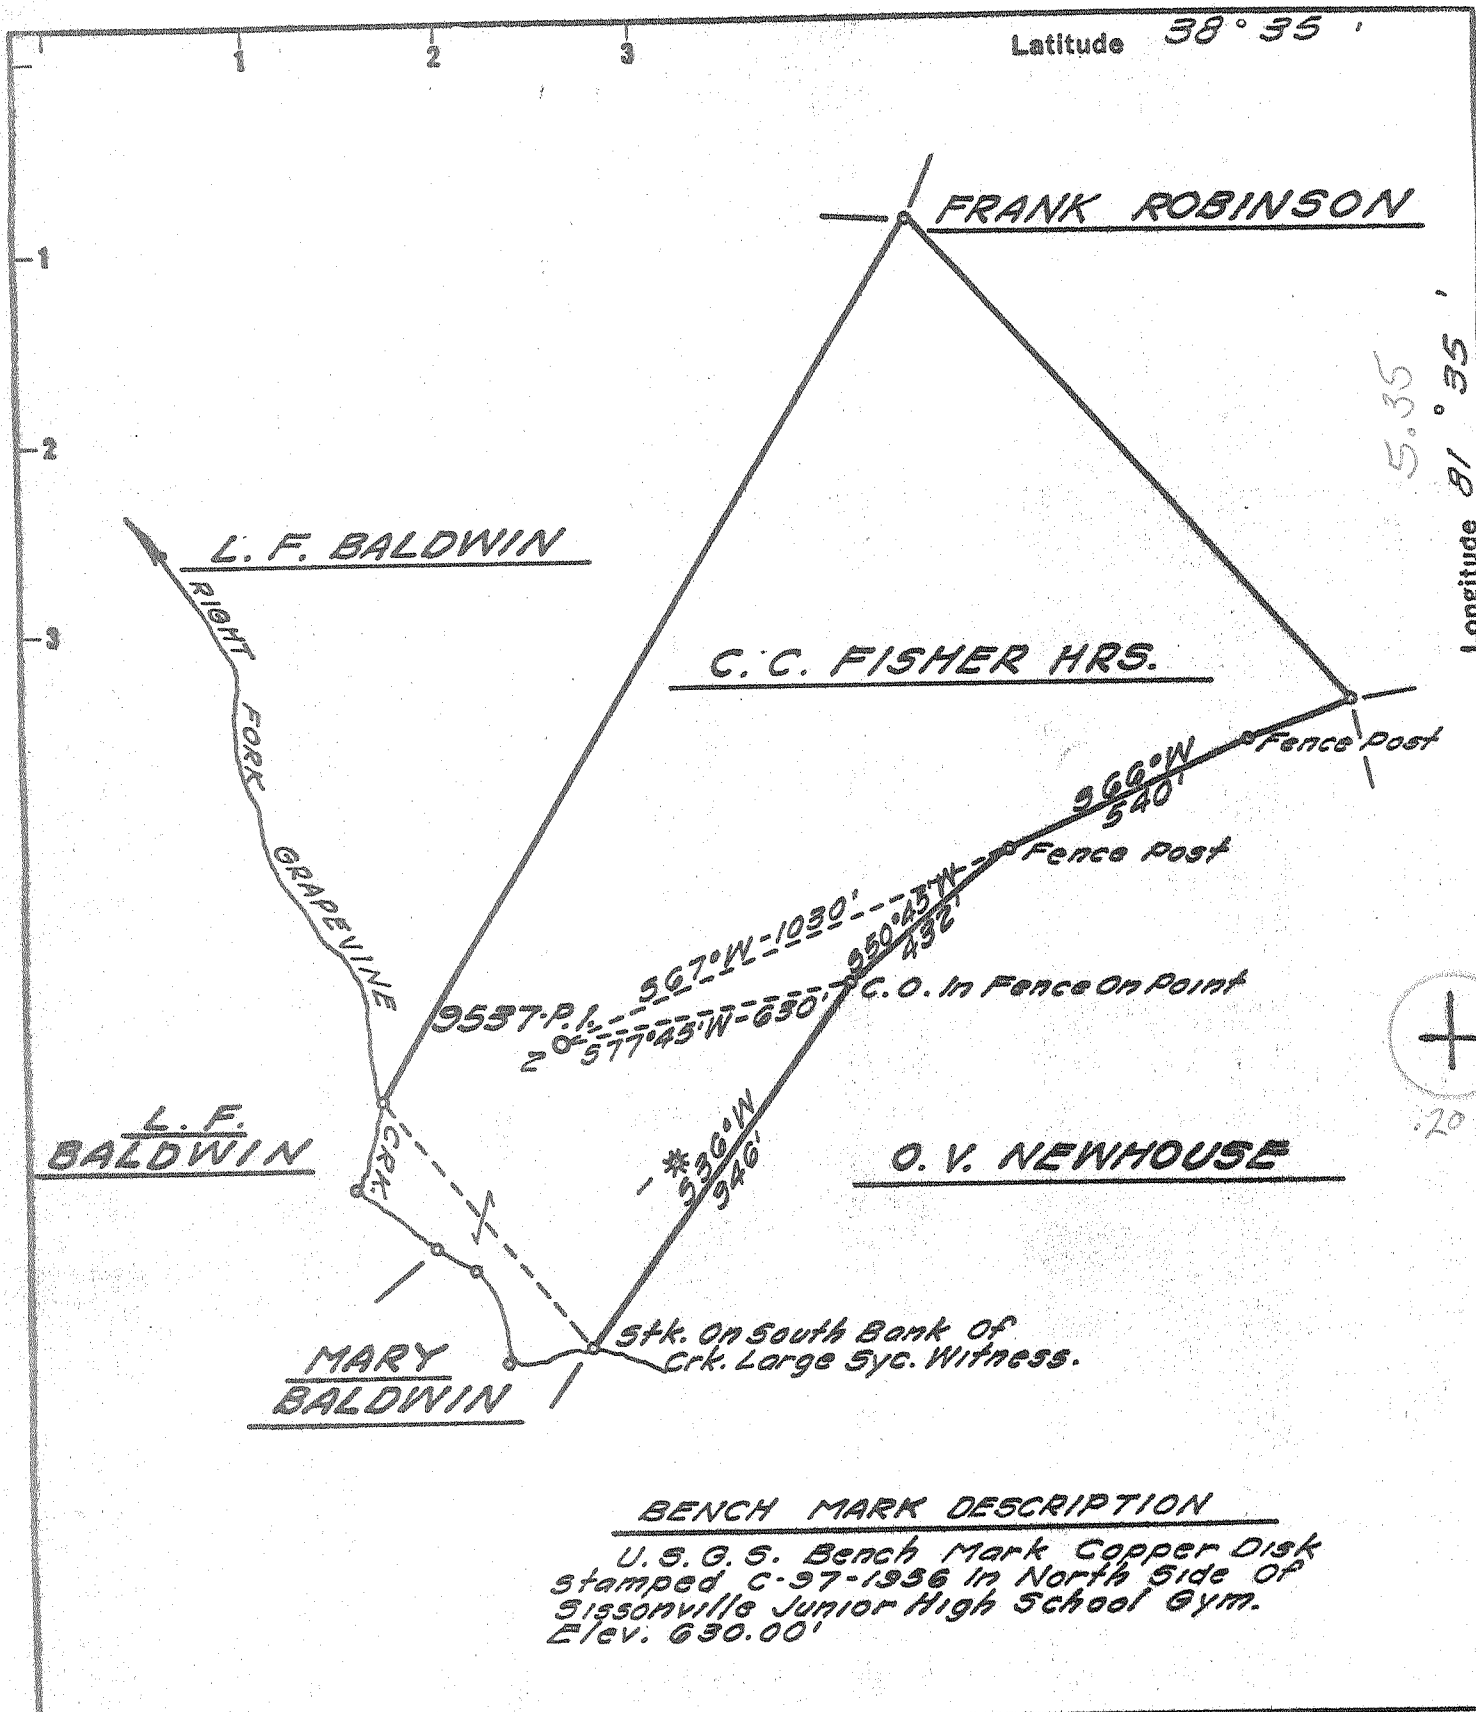 1 2 3
Latitude 38° 35 '
FRANK ROBINSON
1
5.35
Longitude 81 ° 35 '
2
L. F. BALDWIN
3
RIGHT FORK GRAPEVINE CRK.
C. C. FISHER HRS.
Fence Post
S66°W
540'
Fence Post
S50°45'W
432'
S67°W-1030'
C.O. In Fence On Point
9537-P.I.
2
S77°45'W-630'
L. F.
BALDWIN
S36°W
946'
.20
O. V. NEWHOUSE
Stk. On South Bank Of
Crk. Large Syc. Witness.
MARY
BALDWIN
BENCH MARK DESCRIPTION
U.S.G.S. Bench Mark Copper Disk
Stamped C-97-1956 In North Side Of
Sissonville Junior High School Gym.
Elev. 630.00'